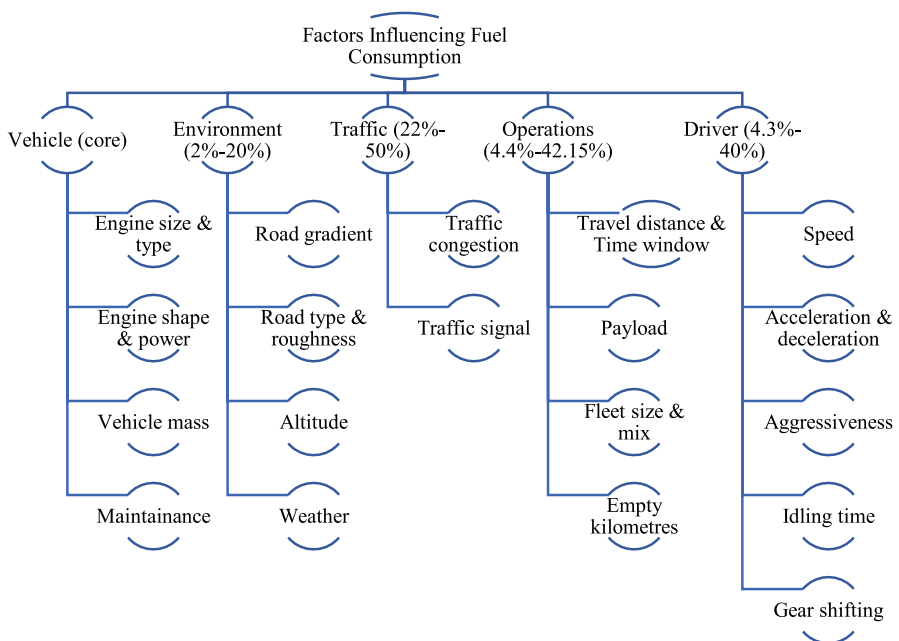 Factors Influencing Fuel
Consumption
Vehicle (core)
Environment
(2%-20%)
Traffic (22%-
50%)
Operations
(4.4%-42.15%)
Driver (4.3%-
40%)
Engine size &
type
Engine shape
& power
Vehicle mass
Maintainance
Road gradient
Road type &
roughness
Altitude
Weather
Traffic
congestion
Traffic signal
Travel distance &
Time window
Payload
Fleet size &
mix
Empty
kilometres
Speed
Acceleration &
deceleration
Aggressiveness
Idling time
Gear shifting